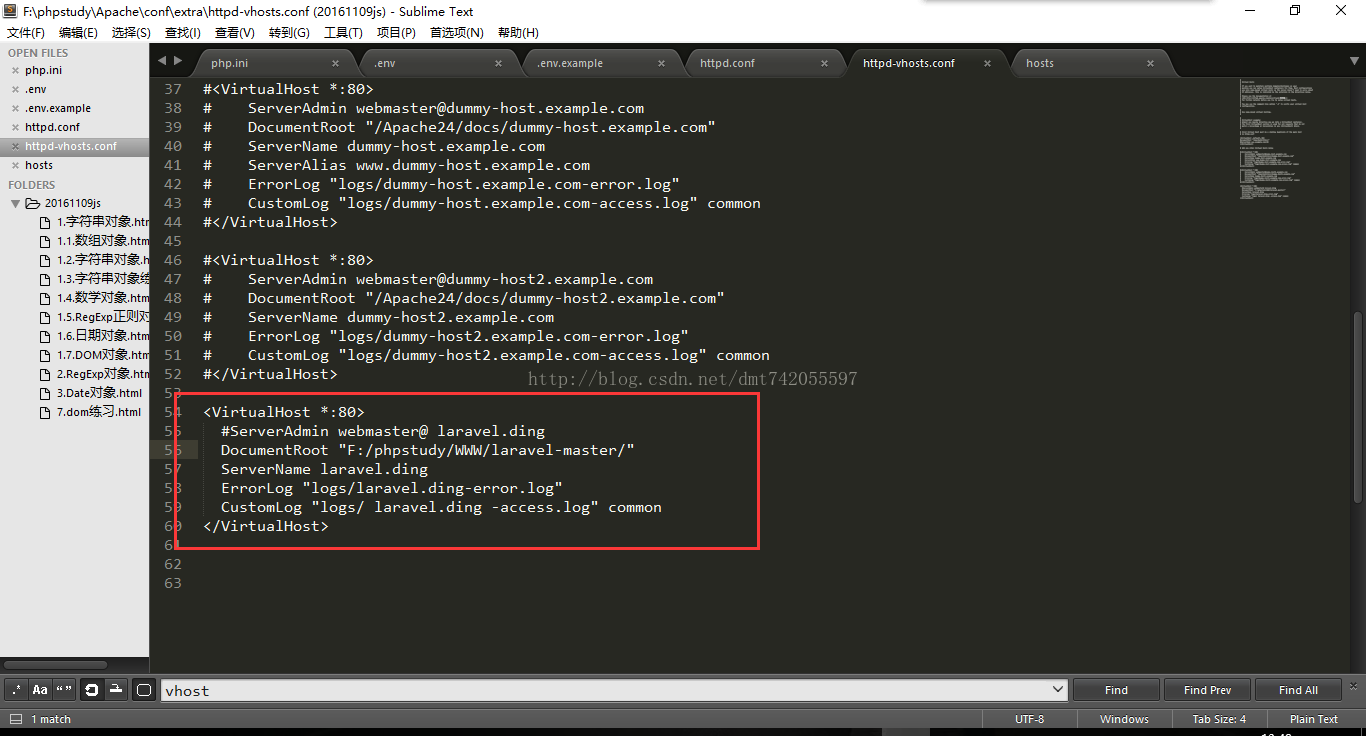 F:\phpstudy\Apache\conf\extra\httpd-vhosts.conf (20161109js) - Sublime Text
文件(F) 编辑(E) 选择(S) 查找(I) 查看(V) 转到(G) 工具(T) 项目(P) 首选项(N) 帮助(H)
OPEN FILES
php.ini
.env
.env.example
httpd.conf
httpd-vhosts.conf
hosts
FOLDERS
20161109js
1.字符串对象.htm
1.1.数组对象.htm
1.2.字符串对象.h
1.3.字符串对象练
1.4.数学对象.htm
1.5.RegExp正则对
1.6.日期对象.htm
1.7.DOM对象.htm
2.RegExp对象.htm
3.Date对象.html
7.dom练习.html
php.ini .env .env.example httpd.conf httpd-vhosts.conf hosts
37 #<VirtualHost *:80>
38 #    ServerAdmin webmaster@dummy-host.example.com
39 #    DocumentRoot "/Apache24/docs/dummy-host.example.com"
40 #    ServerName dummy-host.example.com
41 #    ServerAlias www.dummy-host.example.com
42 #    ErrorLog "logs/dummy-host.example.com-error.log"
43 #    CustomLog "logs/dummy-host.example.com-access.log" common
44 #</VirtualHost>
45
46 #<VirtualHost *:80>
47 #    ServerAdmin webmaster@dummy-host2.example.com
48 #    DocumentRoot "/Apache24/docs/dummy-host2.example.com"
49 #    ServerName dummy-host2.example.com
50 #    ErrorLog "logs/dummy-host2.example.com-error.log"
51 #    CustomLog "logs/dummy-host2.example.com-access.log" common
52 #</VirtualHost>
http://blog.csdn.net/dmt742055597
53
54 <VirtualHost *:80>
55   #ServerAdmin webmaster@ laravel.ding
56   DocumentRoot "F:/phpstudy/WWW/laravel-master/"
57   ServerName laravel.ding
58   ErrorLog "logs/laravel.ding-error.log"
59   CustomLog "logs/ laravel.ding -access.log" common
60 </VirtualHost>
61
62
63
.* Aa “ ” vhost Find Find Prev Find All
1 match UTF-8 Windows Tab Size: 4 Plain Text